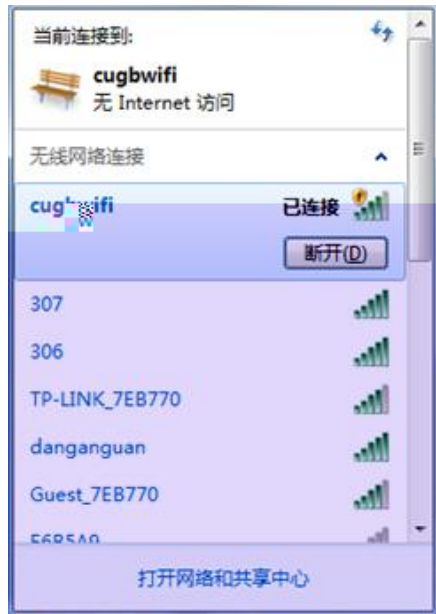 当前连接到:
cugbwifi
无 Internet 访问
无线网络连接
已连接
断开(D)
307
306
TP-LINK_7EB770
danganguan
Guest_7EB770
打开网络和共享中心